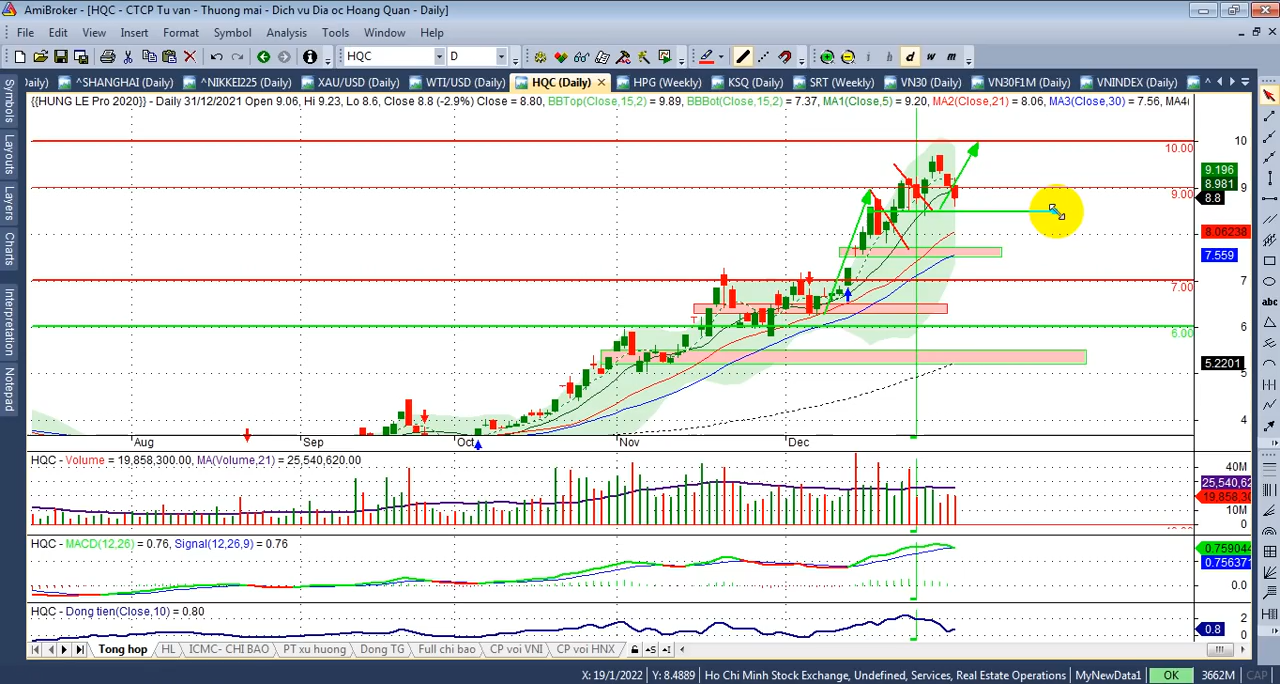 AmiBroker - [HQC - CTCP Tu van - Thuong mai - Dich vu Dia oc Hoang Quan - Daily]
File Edit View Insert Format Symbol Analysis Tools Window Help
HQC D i h d w m
aily) ^SHANGHAI (Daily) ^NIKKEI225 (Daily) XAU/USD (Daily) WTI/USD (Daily) HQC (Daily) HPG (Weekly) KSQ (Daily) SRT (Weekly) VN30 (Daily) VN30F1M (Daily) VNINDEX (Daily)
{{HUNG LE Pro 2020}} - Daily 31/12/2021 Open 9.06, Hi 9.23, Lo 8.6, Close 8.8 (-2.9%) Close = 8.80, BBTop(Close,15,2) = 9.89, BBBot(Close,15,2) = 7.37, MA1(Close,5) = 9.20, MA2(Close,21) = 8.06, MA3(Close,30) = 7.56, MA4(
Symbols
Layouts
Layers
Charts
Interpretation
Notepad
abc
10.00
10
9.196
8.981
9
9.00
8.8
8.06238
7.559
7
7.00
6
6.00
5.2201
5
4
Aug Sep Oct Nov Dec
HQC - Volume = 19,858,300.00, MA(Volume,21) = 25,540,620.00
40M
25,540,62
19,858,30
10M
0
HQC - MACD(12,26) = 0.76, Signal(12,26,9) = 0.76
0.759044
0.756371
0.0
HQC - Dong tien(Close,10) = 0.80
2
0.8
0
Tong hop HL ICMC- CHI BAO PT xu huong Dong TG Full chi bao CP voi VNI CP voi HNX
X: 19/1/2022 Y: 8.4889 Ho Chi Minh Stock Exchange, Undefined, Services, Real Estate Operations MyNewData1 OK 3662M CAP